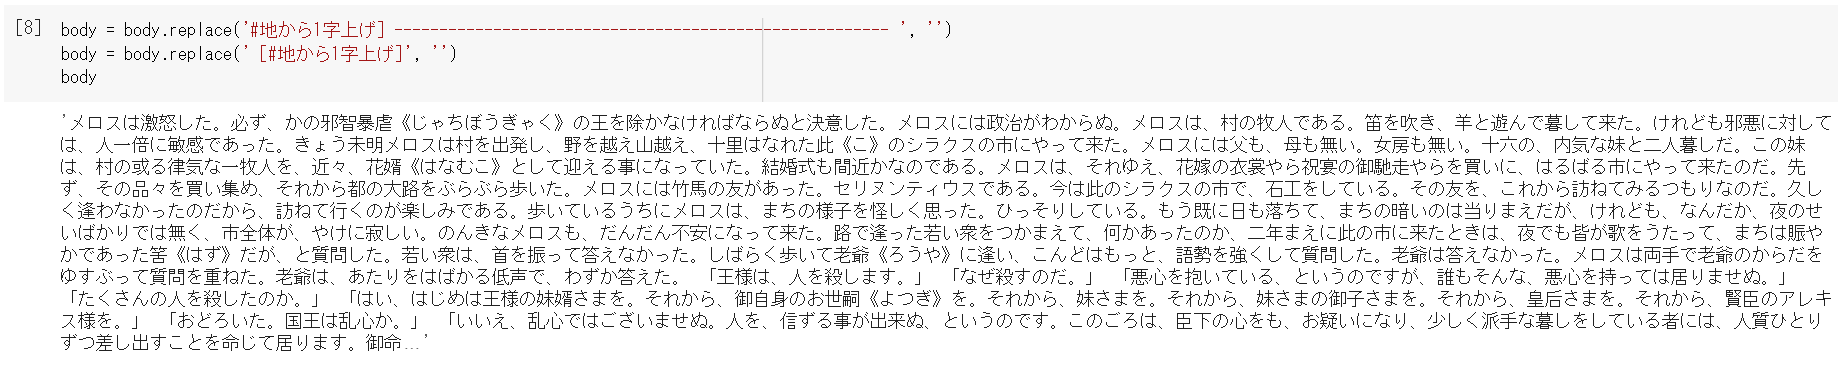 [8] body = body.replace('#地から1字上げ] ------------------------------------------------------- ', '')
body = body.replace(' [#地から1字上げ]', '')
body
'メロスは激怒した。必ず、かの邪智暴虐《じゃちぼうぎゃく》の王を除かなければならぬと決意した。メロスには政治がわからぬ。メロスは、村の牧人である。笛を吹き、羊と遊んで暮して来た。けれども邪悪に対して
は、人一倍に敏感であった。きょう未明メロスは村を出発し、野を越え山越え、十里はなれた此《こ》のシラクスの市にやって来た。メロスには父も、母も無い。女房も無い。十六の、内気な妹と二人暮しだ。この妹
は、村の或る律気な一牧人を、近々、花婿《はなむこ》として迎える事になっていた。結婚式も間近かなのである。メロスは、それゆえ、花嫁の衣裳やら祝宴の御馳走やらを買いに、はるばる市にやって来たのだ。先
ず、その品々を買い集め、それから都の大路をぶらぶら歩いた。メロスには竹馬の友があった。セリヌンティウスである。今は此のシラクスの市で、石工をしている。その友を、これから訪ねてみるつもりなのだ。久し
く逢わなかったのだから、訪ねて行くのが楽しみである。歩いているうちにメロスは、まちの様子を怪しく思った。ひっそりしている。もう既に日も落ちて、まちの暗いのは当りまえだが、けれども、なんだか、夜のせ
いばかりでは無く、市全体が、やけに寂しい。のんきなメロスも、だんだん不安になって来た。路で逢った若い衆をつかまえて、何かあったのか、二年まえに此の市に来たときは、夜でも皆が歌をうたって、まちは賑や
かであった筈《はず》だが、と質問した。若い衆は、首を振って答えなかった。しばらく歩いて老爺《ろうや》に逢い、こんどはもっと、語勢を強くして質問した。老爺は答えなかった。メロスは両手で老爺のからだを
ゆすぶって質問を重ねた。老爺は、あたりをはばかる低声で、わずか答えた。　「王様は、人を殺します。」　「なぜ殺すのだ。」　「悪心を抱いている、というのですが、誰もそんな、悪心を持っては居りませぬ。」
「たくさんの人を殺したのか。」　「はい、はじめは王様の妹婿さまを。それから、御自身のお世嗣《よつぎ》を。それから、妹さまを。それから、妹さまの御子さまを。それから、皇后さまを。それから、賢臣のアレキ
ス様を。」　「おどろいた。国王は乱心か。」　「いいえ、乱心ではございませぬ。人を、信ずる事が出来ぬ、というのです。このごろは、臣下の心をも、お疑いになり、少しく派手な暮しをしている者には、人質ひとり
ずつ差し出すことを命じて居ります。御命…'